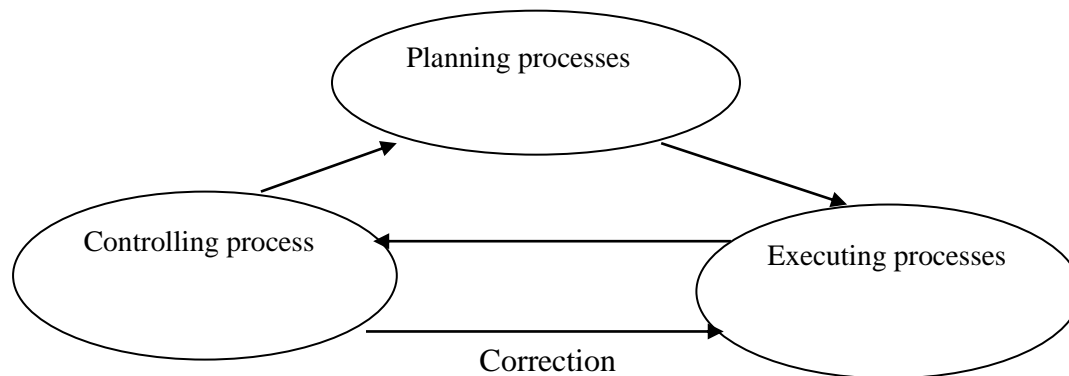 Planning processes
Controlling process
Executing processes
Correction